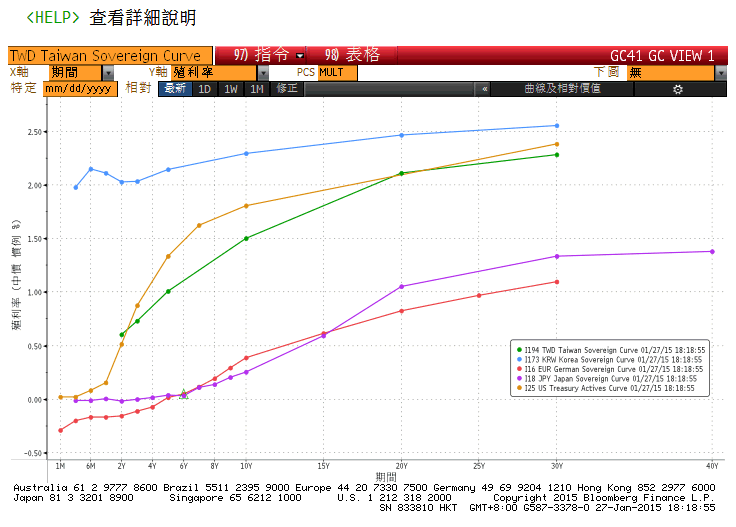 <HELP> 查看詳細說明
TWD Taiwan Sovereign Curve 97) 指令 98) 表格 GC41 GC VIEW 1
X軸 期間 Y軸 殖利率 PCS MULT 下圖 無
特定 mm/dd/yyyy 相對 最新 1D 1W 1M 修正 « 曲線及相對價值
殖利率 (中價 慣例 %)
2.50
2.00
1.50
1.00
0.50
0.00
-0.50
I194 TWD Taiwan Sovereign Curve 01/27/15 18:18:55
I173 KRW Korea Sovereign Curve 01/27/15 18:18:55
I16 EUR German Sovereign Curve 01/27/15 18:18:55
I18 JPY Japan Sovereign Curve 01/27/15 18:18:55
I25 US Treasury Actives Curve 01/27/15 18:18:55
1M 6M 2Y 4Y 6Y 8Y 10Y 15Y 20Y 25Y 30Y 40Y
期間
Australia 61 2 9777 8600 Brazil 5511 2395 9000 Europe 44 20 7330 7500 Germany 49 69 9204 1210 Hong Kong 852 2977 6000
Japan 81 3 3201 8900 Singapore 65 6212 1000 U.S. 1 212 318 2000 Copyright 2015 Bloomberg Finance L.P.
SN 833810 HKT GMT+8:00 G587-3378-0 27-Jan-2015 18:18:55